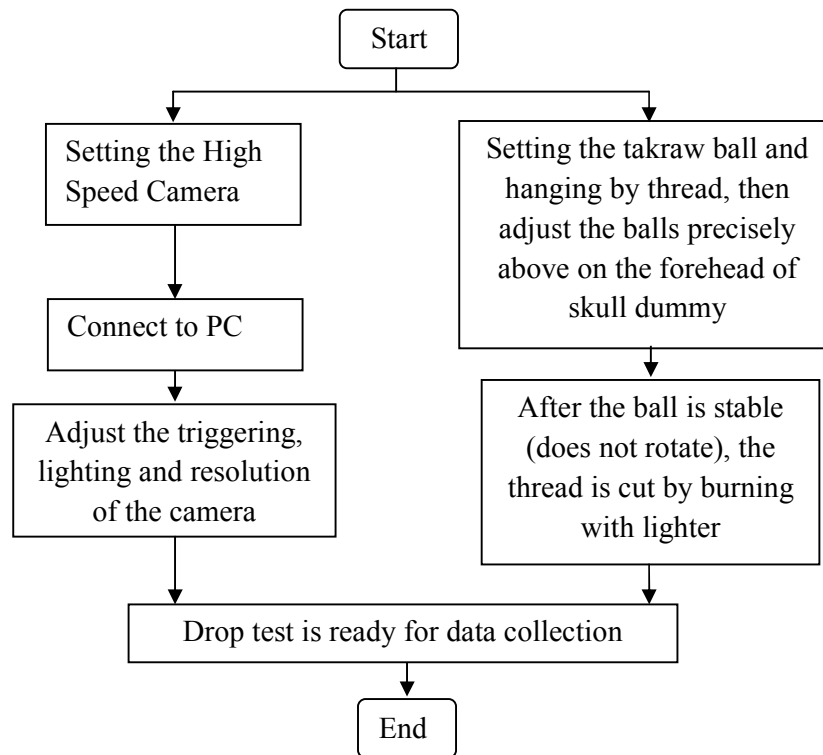 Start
Setting the High
Speed Camera
Connect to PC
Adjust the triggering,
lighting and resolution
of the camera
Setting the takraw ball and
hanging by thread, then
adjust the balls precisely
above on the forehead of
skull dummy
After the ball is stable
(does not rotate), the
thread is cut by burning
with lighter
Drop test is ready for data collection
End